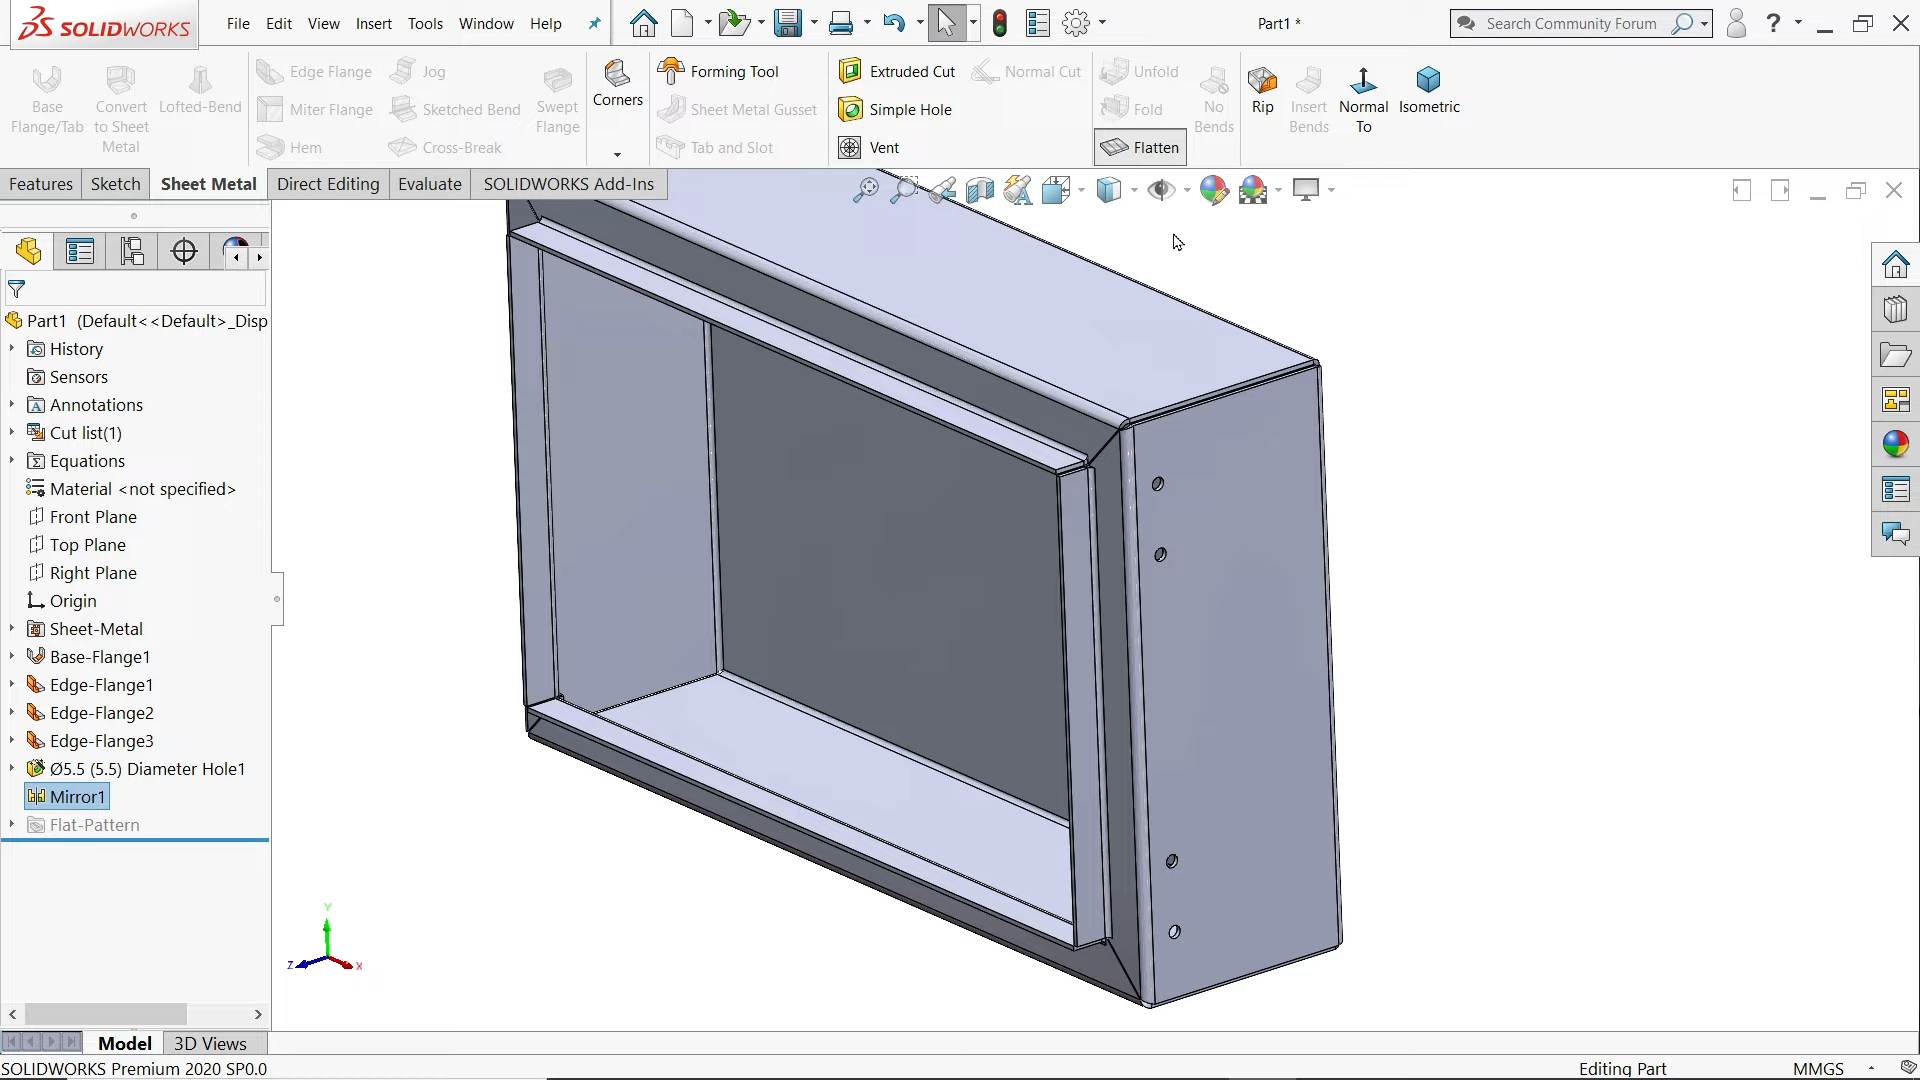 SOLIDWORKS
File Edit View Insert Tools Window Help
Part1 *
Search Community Forum
?
Base Flange/Tab
Convert to Sheet Metal
Lofted-Bend
Edge Flange
Miter Flange
Hem
Jog
Sketched Bend
Cross-Break
Swept Flange
Corners
Forming Tool
Sheet Metal Gusset
Tab and Slot
Extruded Cut
Simple Hole
Vent
Normal Cut
Unfold
Fold
Flatten
No Bends
Rip
Insert Bends
Normal To
Isometric
Features Sketch Sheet Metal Direct Editing Evaluate SOLIDWORKS Add-Ins
Part1 (Default<<Default>_Disp
History
Sensors
Annotations
Cut list(1)
Equations
Material <not specified>
Front Plane
Top Plane
Right Plane
Origin
Sheet-Metal
Base-Flange1
Edge-Flange1
Edge-Flange2
Edge-Flange3
Ø5.5 (5.5) Diameter Hole1
Mirror1
Flat-Pattern
Y
Z
X
Model 3D Views
SOLIDWORKS Premium 2020 SP0.0
Editing Part
MMGS